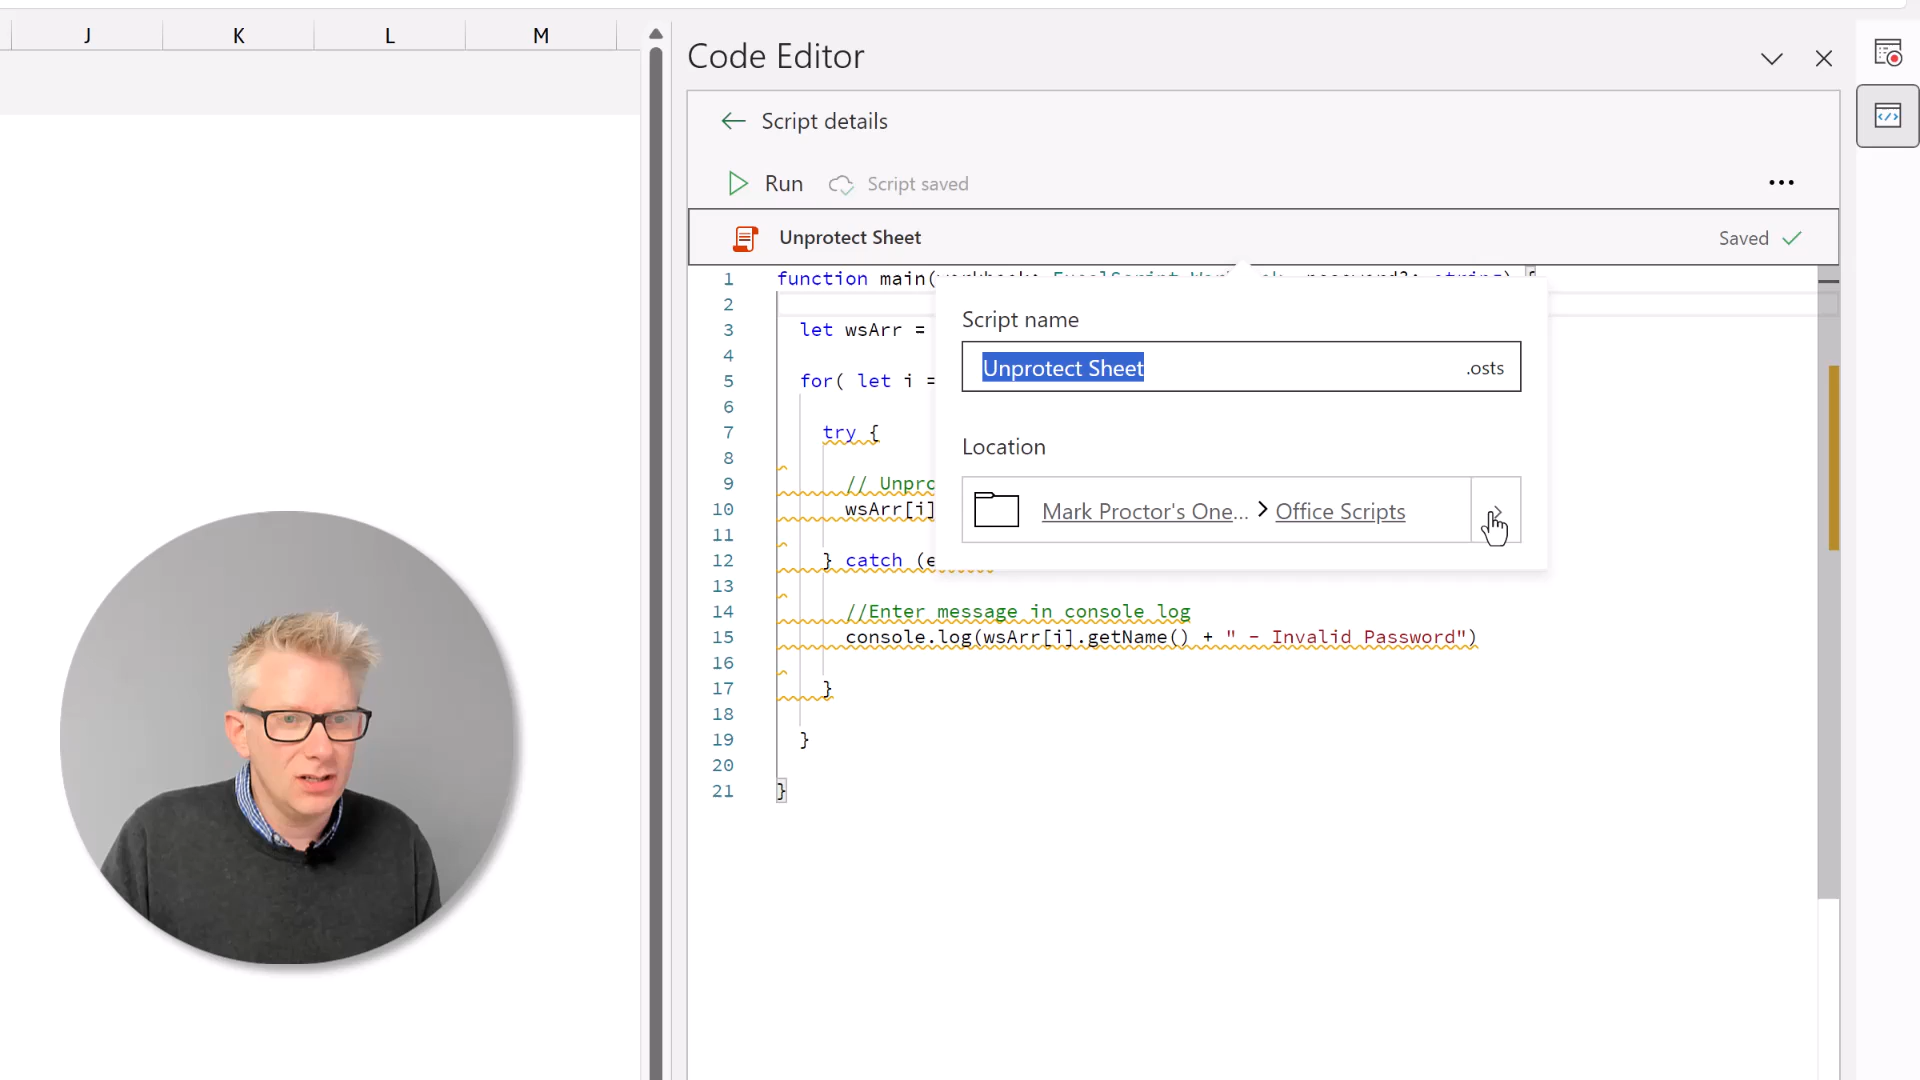 J K L M
Code Editor
Script details
Run Script saved
Unprotect Sheet Saved
1 function main(
2
3 let wsArr =
4
5 for( let i =
6
7 try {
8
9 // Unpro
10 wsArr[i]
11
12 } catch (e
13
14 //Enter message in console log
15 console.log(wsArr[i].getName() + " - Invalid Password")
16
17 }
18
19 }
20
21 }
Script name
Unprotect Sheet .osts
Location
Mark Proctor's One... > Office Scripts